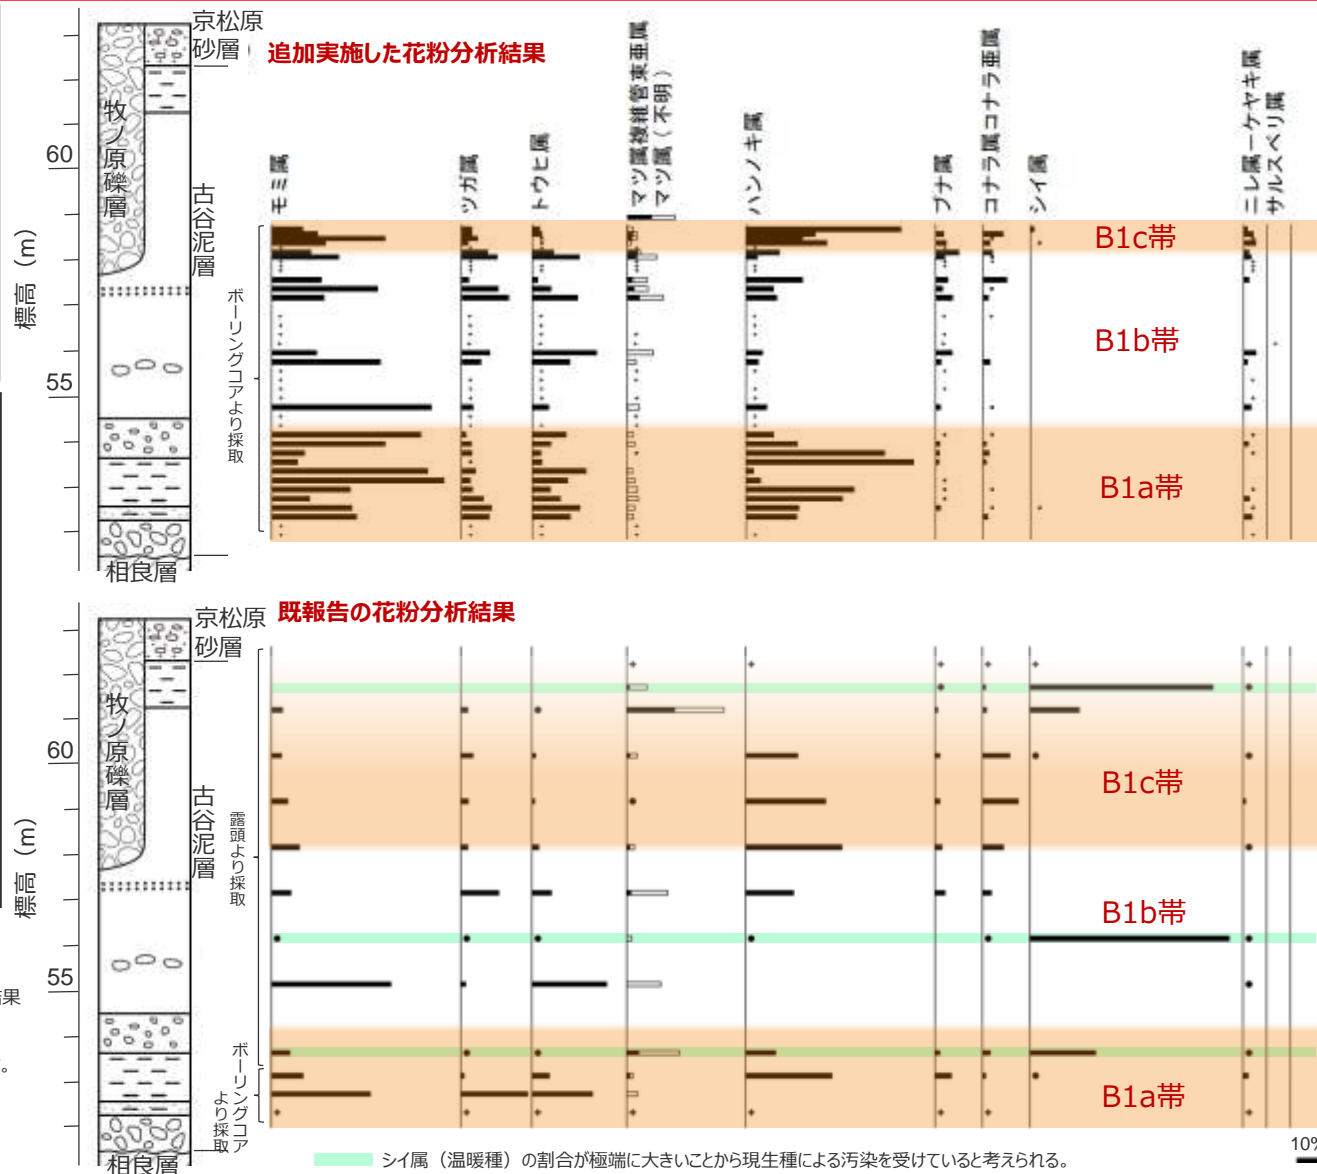 京松原
砂層
追加実施した花粉分析結果
牧ノ原礫層
古谷泥層
60
55
標高（m）
ボーリングコアより採取
相良層
モミ属
ツガ属
トウヒ属
マツ属複維管束亜属
マツ属（不明）
ハンノキ属
ブナ属
コナラ属コナラ亜属
シイ属
ニレ属ーケヤキ属
サルスベリ属
B1c帯
B1b帯
B1a帯
京松原
砂層
既報告の花粉分析結果
牧ノ原礫層
古谷泥層
60
55
標高（m）
露頭より採取
ボーリングコア
より採取
相良層
B1c帯
B1b帯
B1a帯
結果
。
10%
シイ属（温暖種）の割合が極端に大きいことから現生種による汚染を受けていると考えられる。